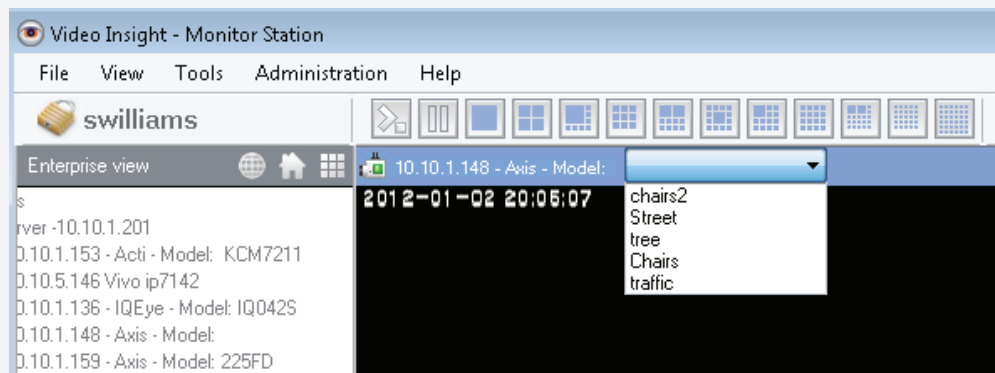 Video Insight - Monitor Station
File View Tools Administration Help
swilliams
Enterprise view
10.10.1.148 - Axis - Model:
2012-01-02 20:05:07
chairs2
Street
tree
Chairs
traffic
s
rver -10.10.1.201
0.10.1.153 - Acti - Model: KCM7211
0.10.5.146 Vivo ip7142
0.10.1.136 - IQEye - Model: IQ042S
0.10.1.148 - Axis - Model:
0.10.1.159 - Axis - Model: 225FD